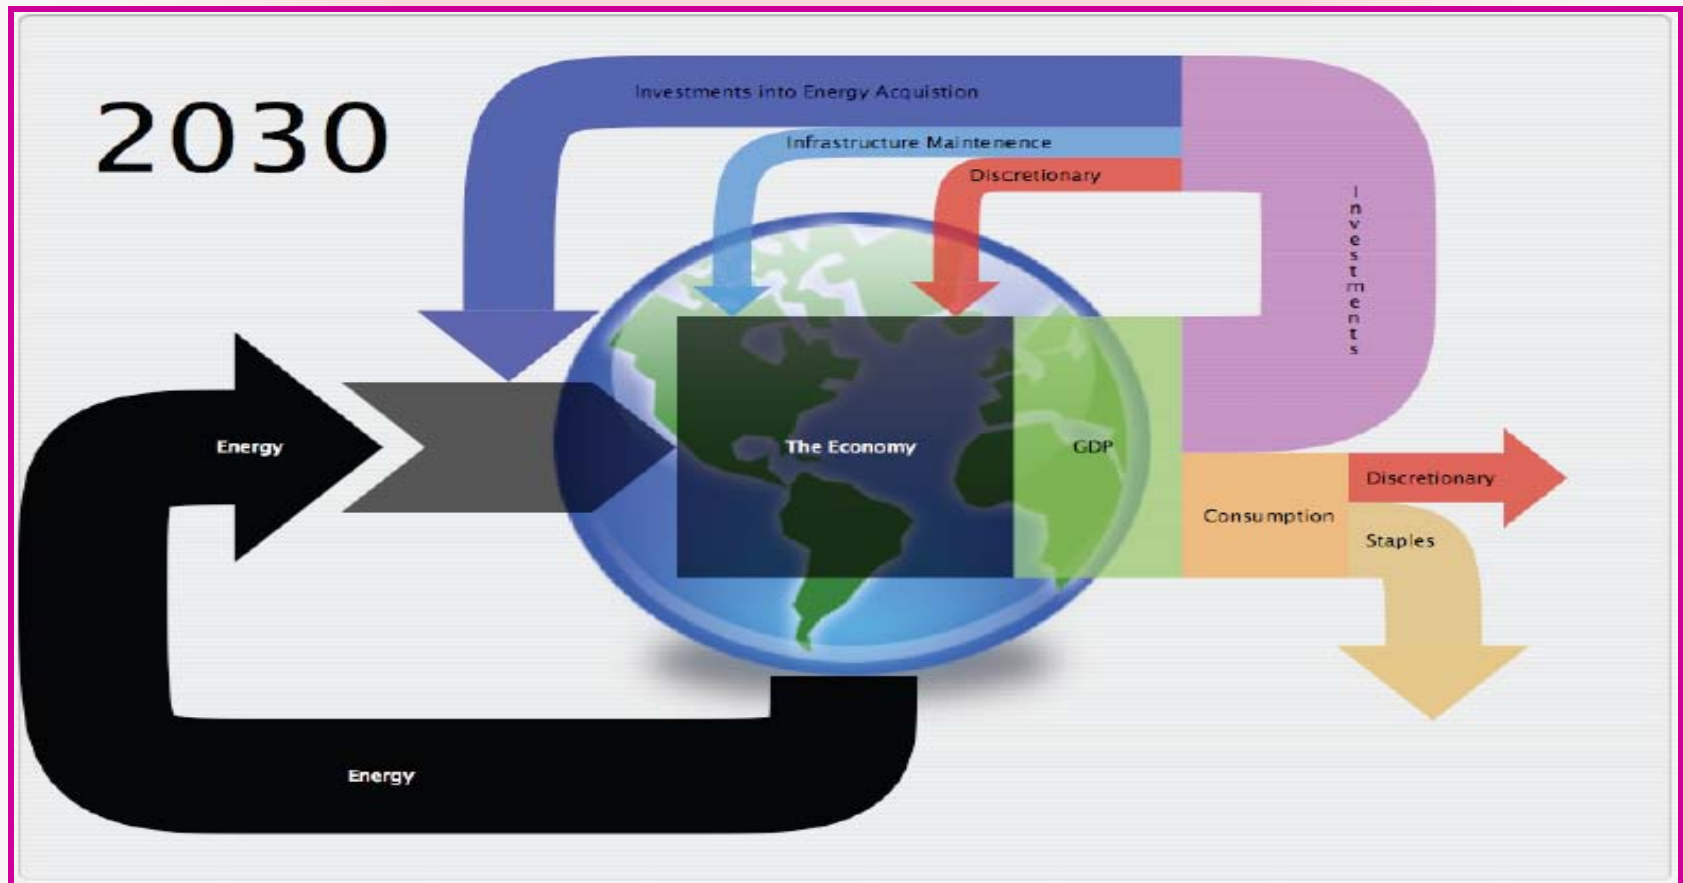 2030
Investments into Energy Acquistion
Infrastructure Maintenence
Discretionary
Investments
Energy
The Economy
GDP
Discretionary
Consumption
Staples
Energy